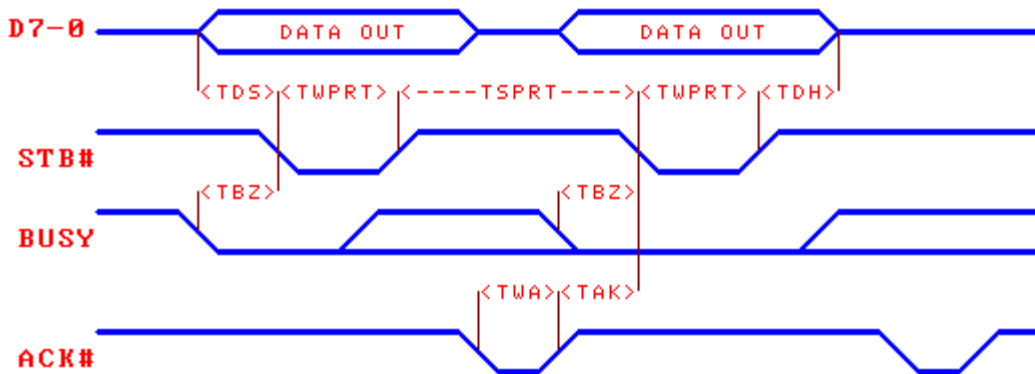 D7-0 DATA OUT DATA OUT
<TDS><TWPRT><----TSPRT----><TWPRT><TDH>
STB#
<TBZ> <TBZ>
BUSY
<TWA><TAK>
ACK#